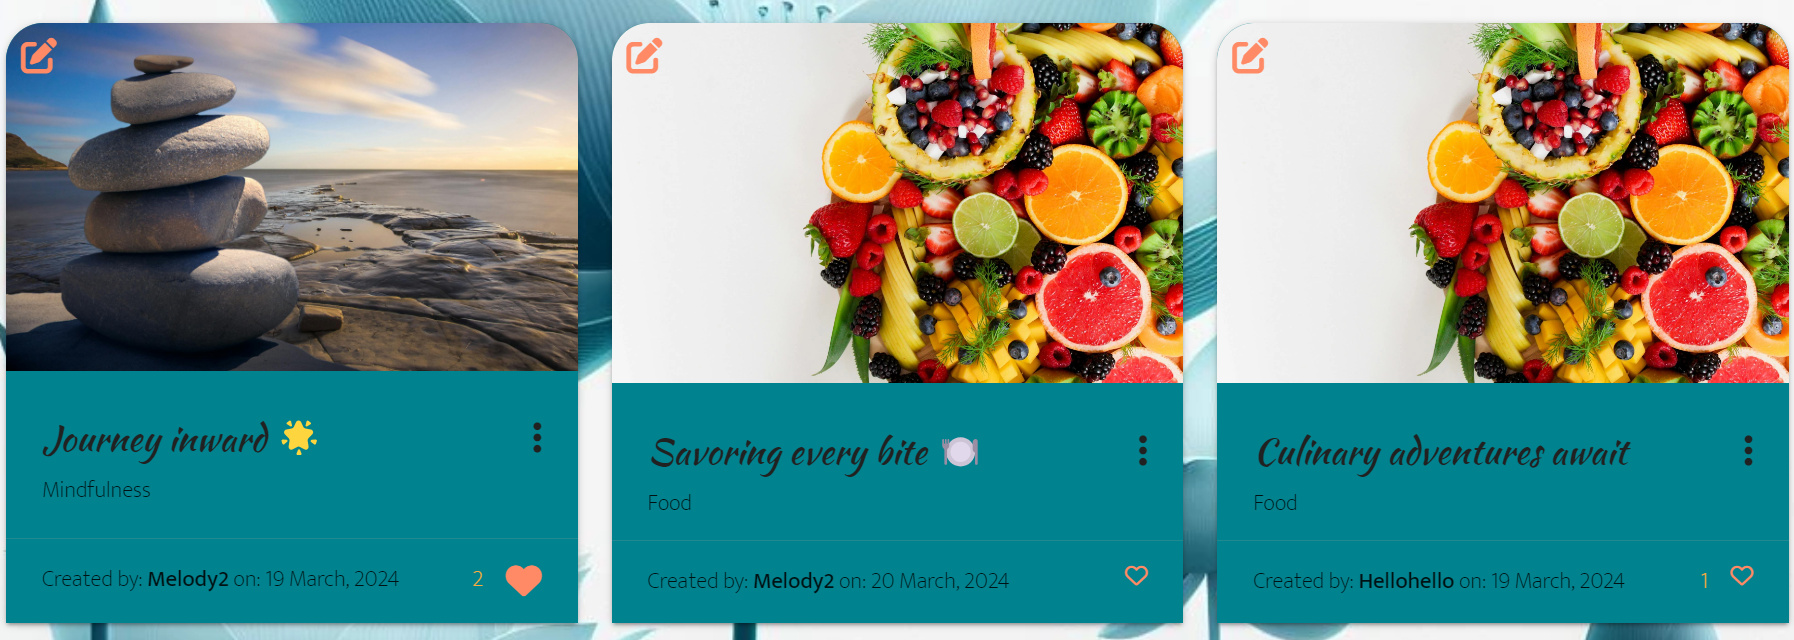 Journey inward 🌟
Mindfulness
Created by: Melody2 on: 19 March, 2024
2
Savoring every bite 🍽️
Food
Created by: Melody2 on: 20 March, 2024
Culinary adventures await
Food
Created by: Hellohello on: 19 March, 2024
1